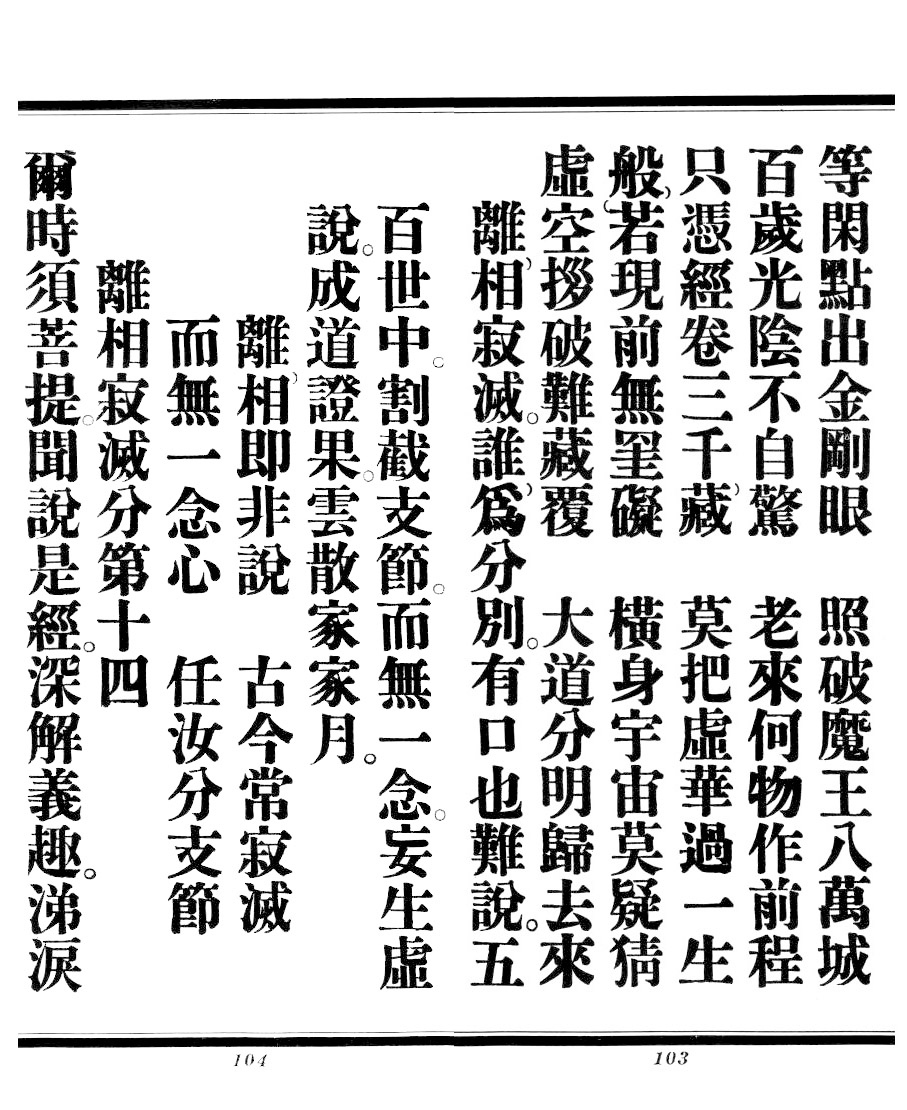 等閑點出金剛眼　照破魔王八萬城
百歲光陰不自驚　老來何物作前程
只憑經卷三千藏　莫把虛華過一生
般若現前無罣礙　橫身宇宙莫疑猜
虛空拶破難藏覆　大道分明歸去來
離相寂滅。誰爲分別。有口也難說。五
百世中。割截支節。而無一念。妄生虛
說。成道證果。雲散家家月。
離相即非說　古今常寂滅
而無一念心　任汝分支節
離相寂滅分第十四
爾時須菩提。聞說是經。深解義趣。涕淚
103
104